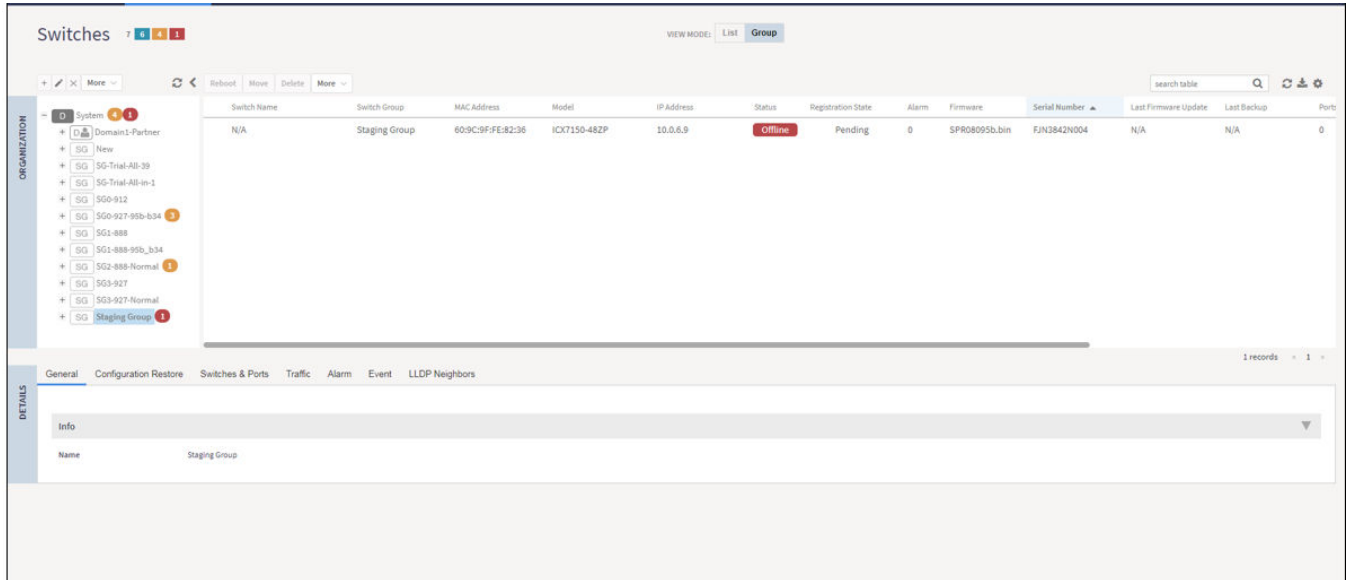 Switches 7 6 4 1
VIEW MODE: List Group
+ More Reboot Move Delete More search table
ORGANIZATION
Switch Name Switch Group MAC Address Model IP Address Status Registration State Alarm Firmware Serial Number Last Firmware Update Last Backup Ports
N/A Staging Group 60:9C:9F:FE:82:36 ICX7150-48ZP 10.0.6.9 Offline Pending 0 SPR08095b.bin FJN3842N004 N/A N/A 0
− D System 4 1
+ D Domain1-Partner
+ SG New
+ SG SG-Trial-All-39
+ SG SG-Trial-All-in-1
+ SG SG0-912
+ SG SG0-927-95b-b34 3
+ SG SG1-888
+ SG SG1-888-95b_b34
+ SG SG2-888-Normal 1
+ SG SG3-927
+ SG SG3-927-Normal
+ SG Staging Group 1
1 records « 1 »
DETAILS
General Configuration Restore Switches & Ports Traffic Alarm Event LLDP Neighbors
Info
Name Staging Group